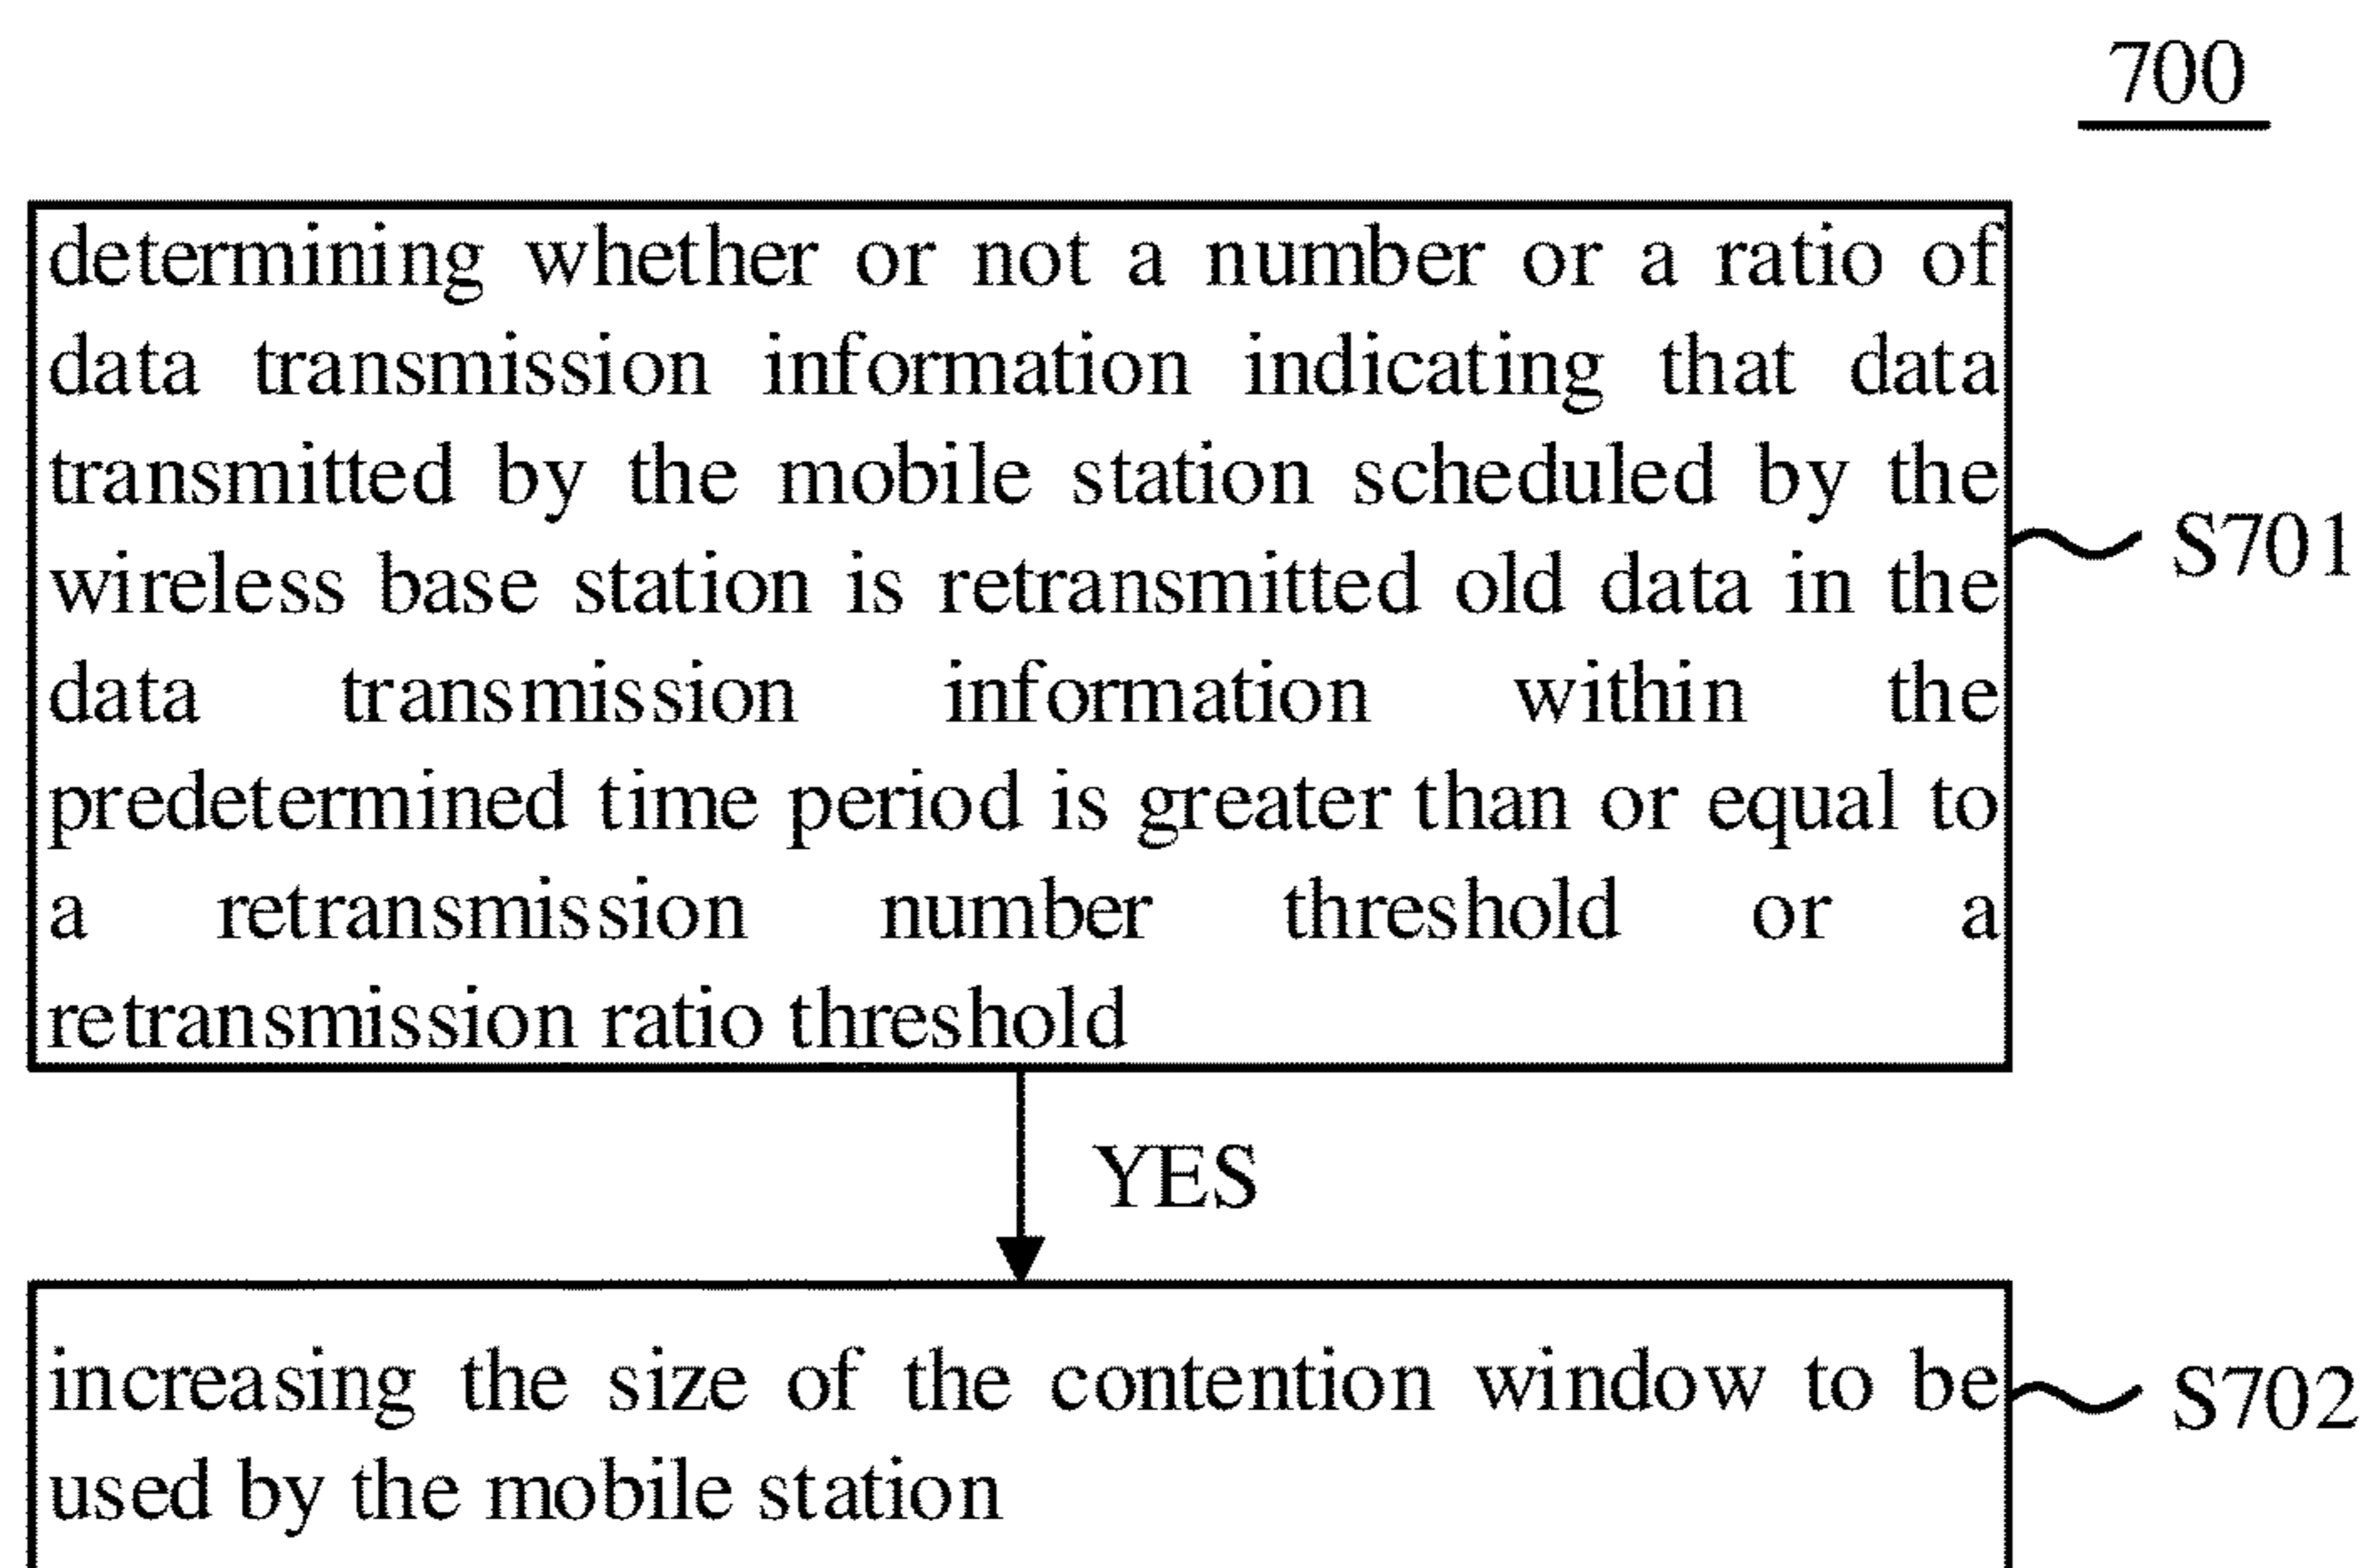 700
determining whether or not a number or a ratio of
data transmission information indicating that data
transmitted by the mobile station scheduled by the
wireless base station is retransmitted old data in the
data transmission information within the
predetermined time period is greater than or equal to
a retransmission number threshold or a
retransmission ratio threshold
S701
YES
increasing the size of the contention window to be
used by the mobile station
S702